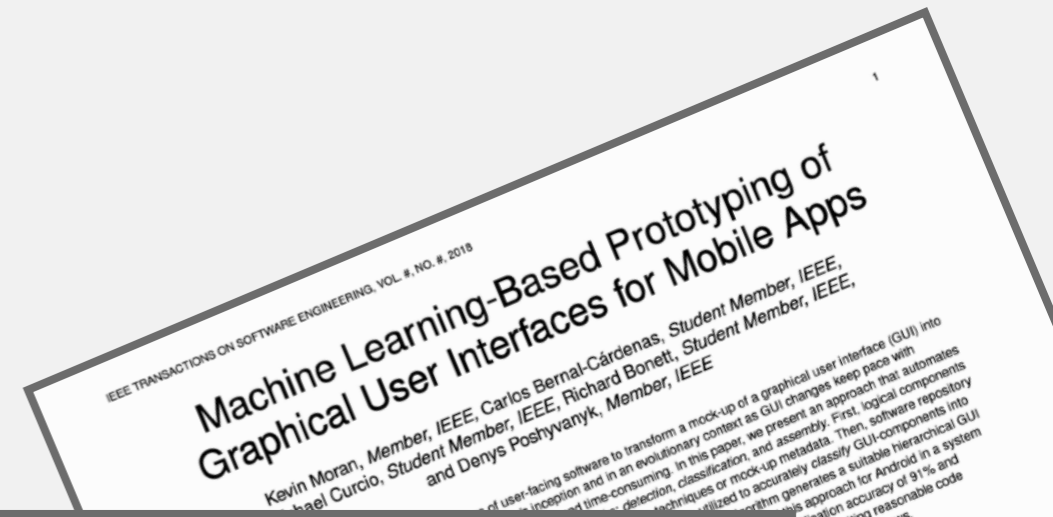 1
IEEE TRANSACTIONS ON SOFTWARE ENGINEERING, VOL. #, NO. #, 2018
Machine Learning-Based Prototyping of
Graphical User Interfaces for Mobile Apps
Kevin Moran, Member, IEEE, Carlos Bernal-Cárdenas, Student Member, IEEE,
Curcio, Student Member, IEEE, Richard Bonett, Student Member, IEEE,
and Denys Poshyvanyk, Member, IEEE
of user-facing software to transform a mock-up of a graphical user interface (GUI) into
inception and in an evolutionary context as GUI changes keep pace with
time-consuming. In this paper, we present an approach that automates
detection, classification, and assembly. First, logical components
techniques or mock-up metadata. Then, software repository
utilized to accurately classify GUI-components into
generates a suitable hierarchical GUI
this approach for Android in a system
accuracy of 91% and
reasonable code